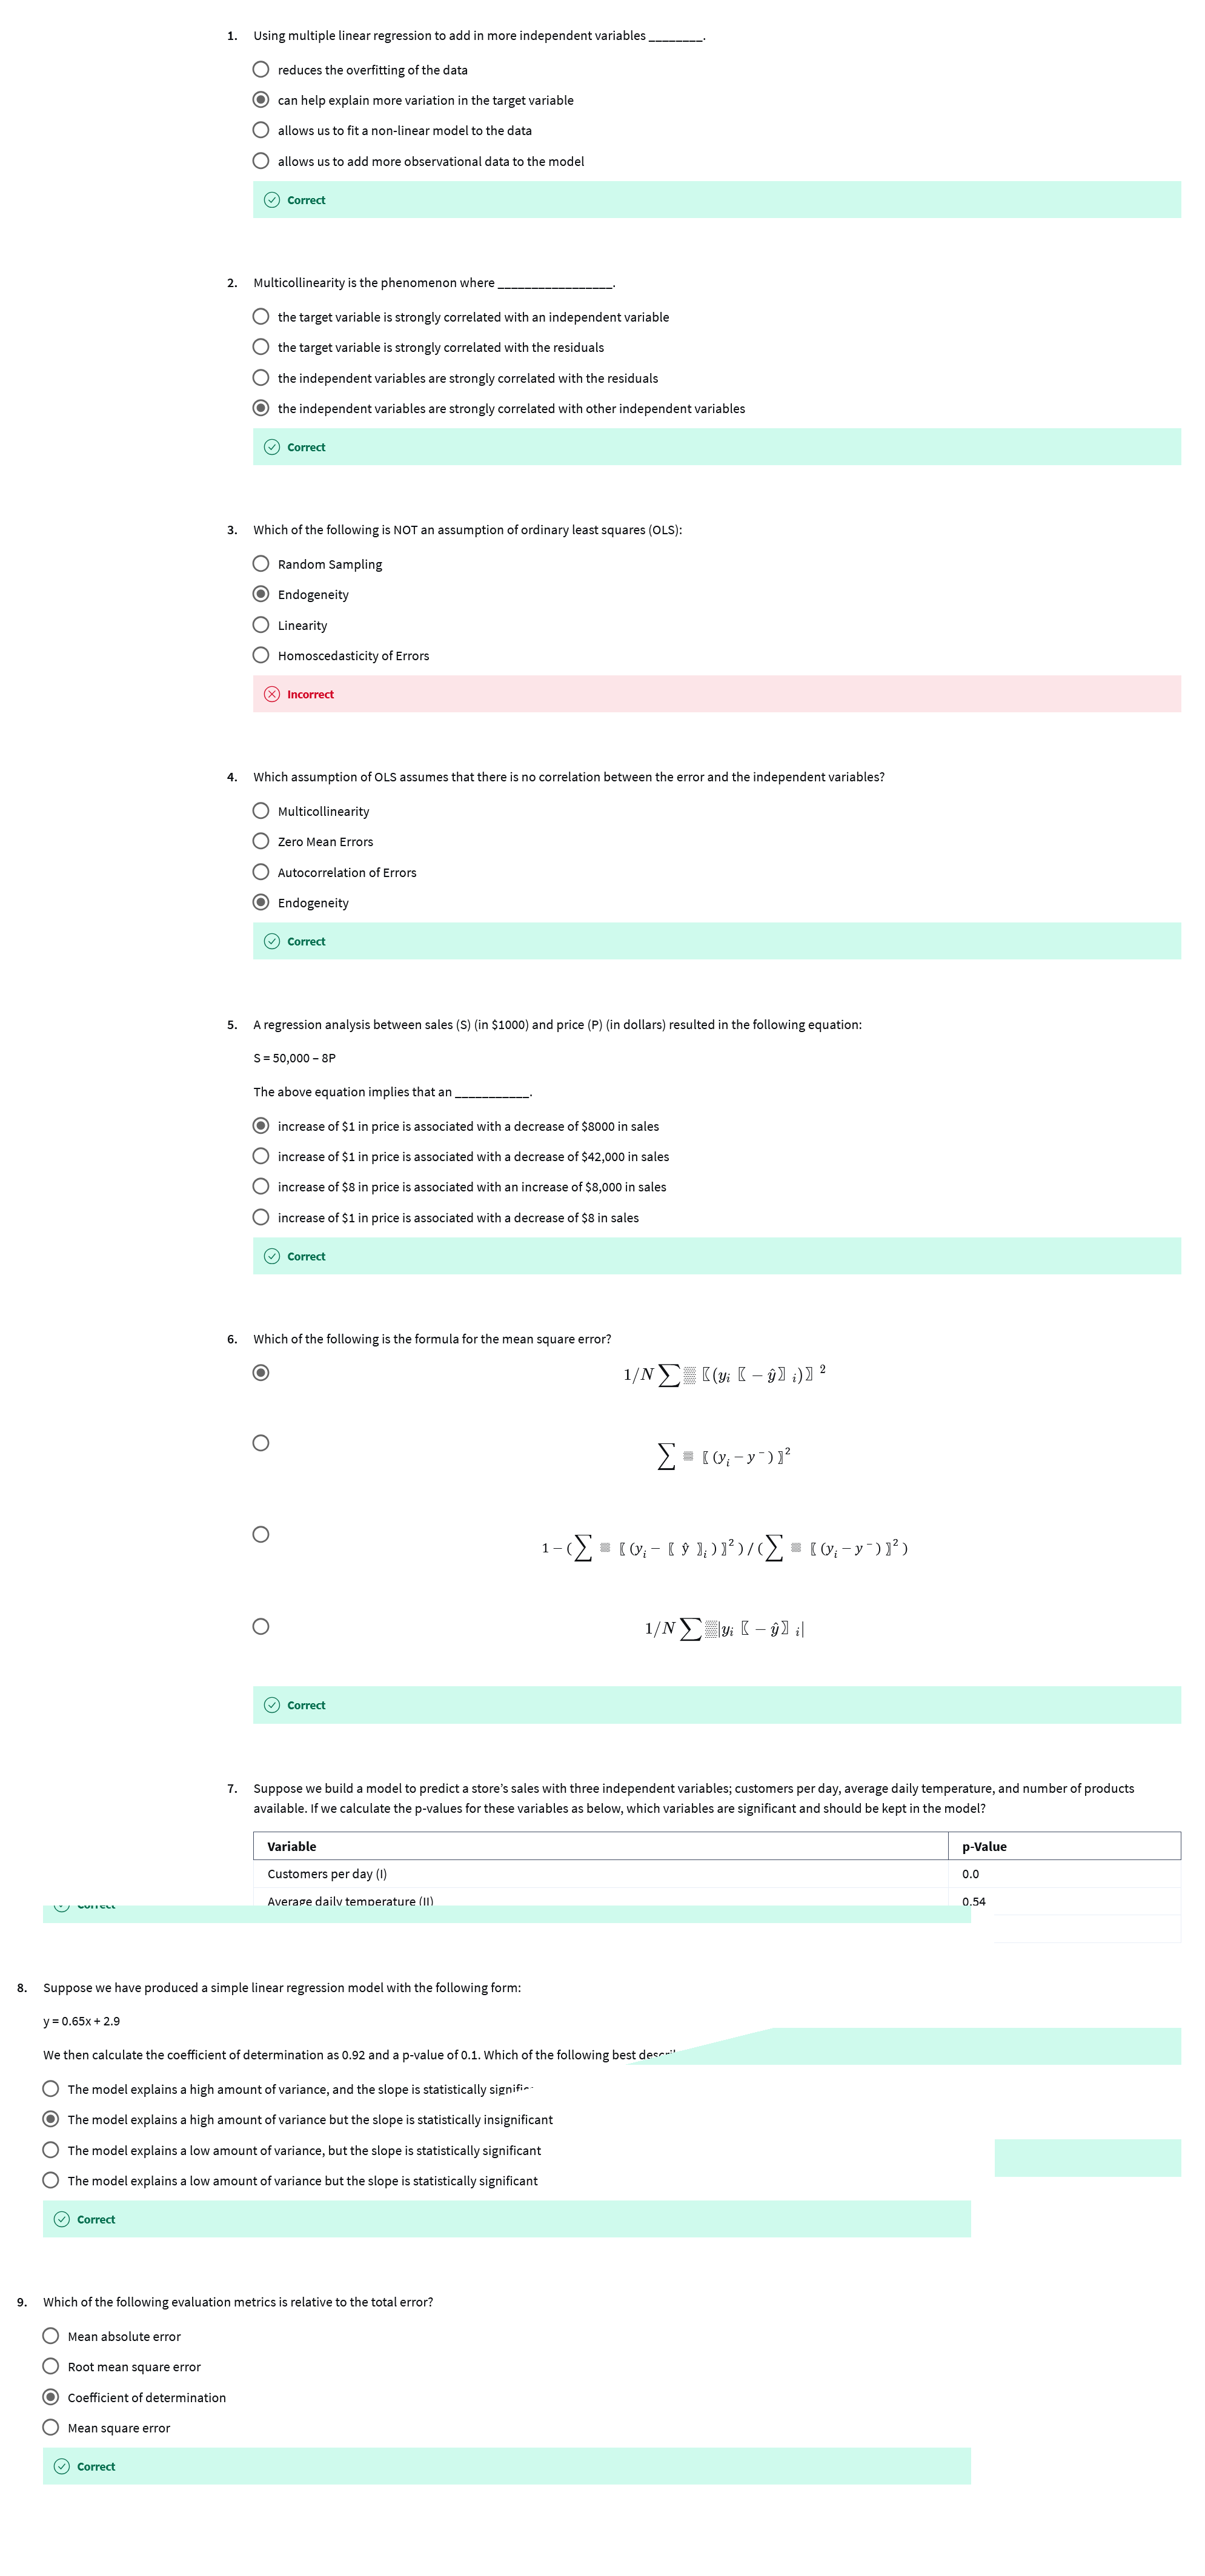 1. Using multiple linear regression to add in more independent variables ________.
reduces the overfitting of the data
can help explain more variation in the target variable
allows us to fit a non-linear model to the data
allows us to add more observational data to the model
Correct
2. Multicollinearity is the phenomenon where _________________.
the target variable is strongly correlated with an independent variable
the target variable is strongly correlated with the residuals
the independent variables are strongly correlated with the residuals
the independent variables are strongly correlated with other independent variables
Correct
3. Which of the following is NOT an assumption of ordinary least squares (OLS):
Random Sampling
Endogeneity
Linearity
Homoscedasticity of Errors
Incorrect
4. Which assumption of OLS assumes that there is no correlation between the error and the independent variables?
Multicollinearity
Zero Mean Errors
Autocorrelation of Errors
Endogeneity
Correct
5. A regression analysis between sales (S) (in $1000) and price (P) (in dollars) resulted in the following equation:
S = 50,000 – 8P
The above equation implies that an ___________.
increase of $1 in price is associated with a decrease of $8000 in sales
increase of $1 in price is associated with a decrease of $42,000 in sales
increase of $8 in price is associated with an increase of $8,000 in sales
increase of $1 in price is associated with a decrease of $8 in sales
Correct
6. Which of the following is the formula for the mean square error?
1/N∑▒〖(yᵢ〖 − ŷ〗ᵢ)〗²
∑▒〖(yᵢ − y¯)〗²
1 − (∑▒〖(yᵢ − 〖ŷ〗ᵢ)〗²) / (∑▒〖(yᵢ − y¯)〗²)
1/N∑▒|yᵢ〖 − ŷ〗ᵢ|
Correct
7. Suppose we build a model to predict a store’s sales with three independent variables; customers per day, average daily temperature, and number of products
available. If we calculate the p-values for these variables as below, which variables are significant and should be kept in the model?
Variable p-Value
Customers per day (I) 0.0
Average daily temperature (II) 0.54
Correct
8. Suppose we have produced a simple linear regression model with the following form:
y = 0.65x + 2.9
We then calculate the coefficient of determination as 0.92 and a p-value of 0.1. Which of the following best
The model explains a high amount of variance, and the slope is statistically
The model explains a high amount of variance but the slope is statistically insignificant
The model explains a low amount of variance, but the slope is statistically significant
The model explains a low amount of variance but the slope is statistically significant
Correct
9. Which of the following evaluation metrics is relative to the total error?
Mean absolute error
Root mean square error
Coefficient of determination
Mean square error
Correct